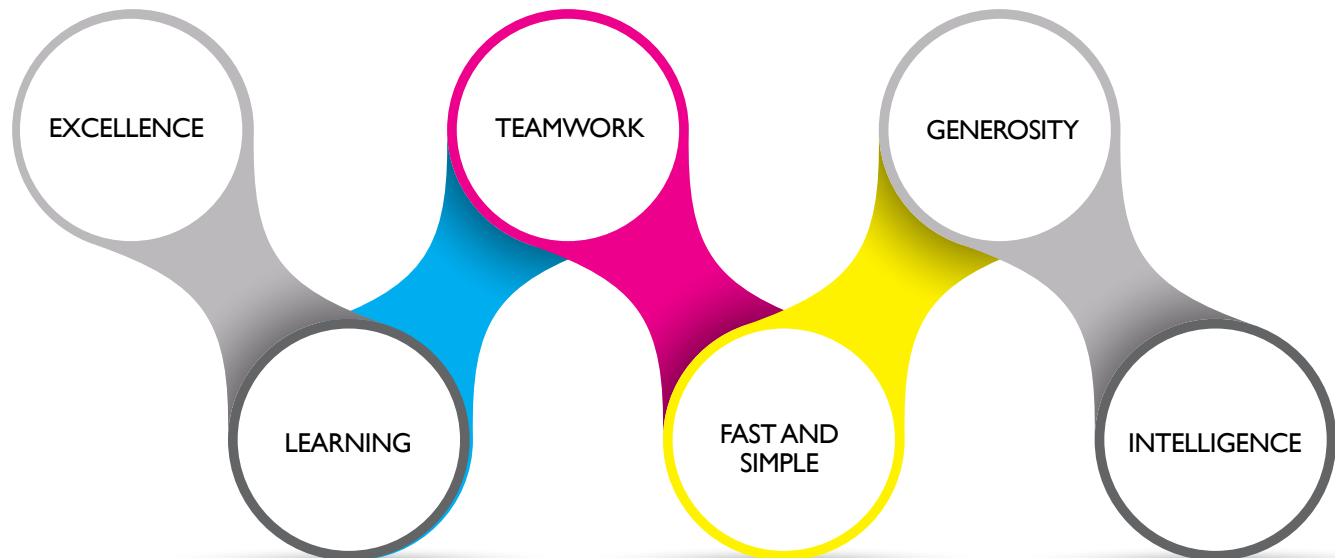 EXCELLENCE
TEAMWORK
GENEROSITY
LEARNING
FAST AND
SIMPLE
INTELLIGENCE